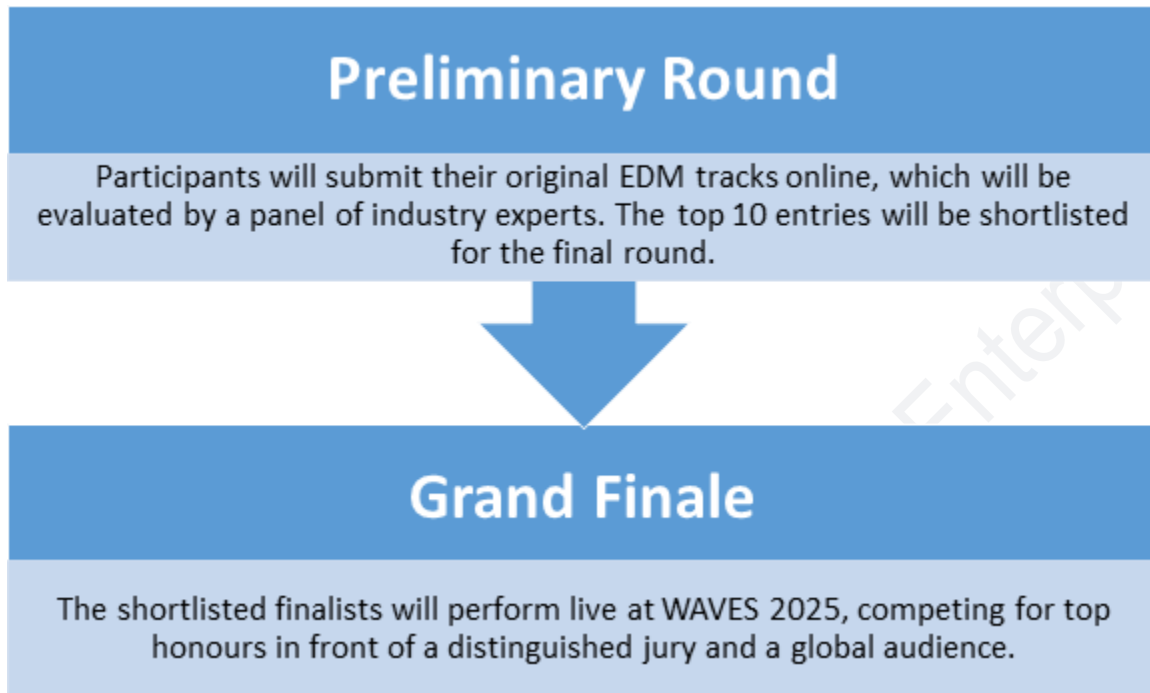 Preliminary Round
Participants will submit their original EDM tracks online, which will be
evaluated by a panel of industry experts. The top 10 entries will be shortlisted
for the final round.
Grand Finale
The shortlisted finalists will perform live at WAVES 2025, competing for top
honours in front of a distinguished jury and a global audience.